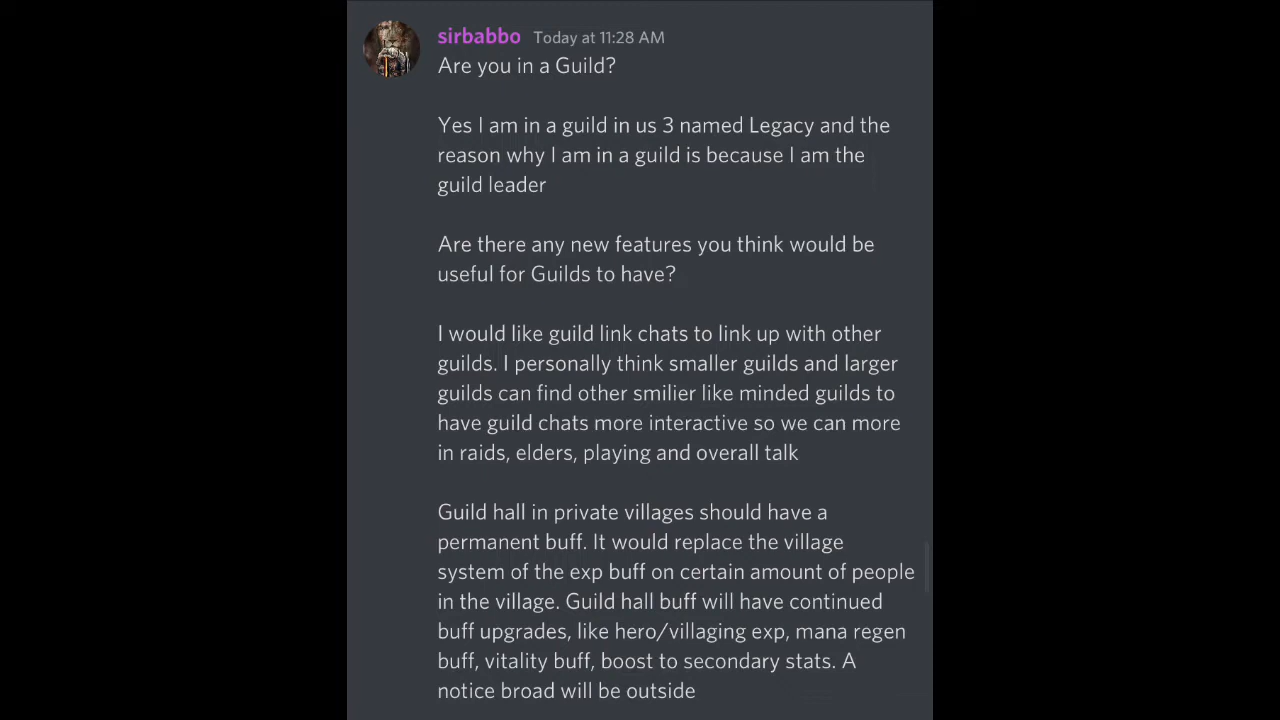 sirbabbo Today at 11:28 AM
Are you in a Guild?
Yes I am in a guild in us 3 named Legacy and the
reason why I am in a guild is because I am the
guild leader
Are there any new features you think would be
useful for Guilds to have?
I would like guild link chats to link up with other
guilds. I personally think smaller guilds and larger
guilds can find other smilier like minded guilds to
have guild chats more interactive so we can more
in raids, elders, playing and overall talk
Guild hall in private villages should have a
permanent buff. It would replace the village
system of the exp buff on certain amount of people
in the village. Guild hall buff will have continued
buff upgrades, like hero/villaging exp, mana regen
buff, vitality buff, boost to secondary stats. A
notice broad will be outside